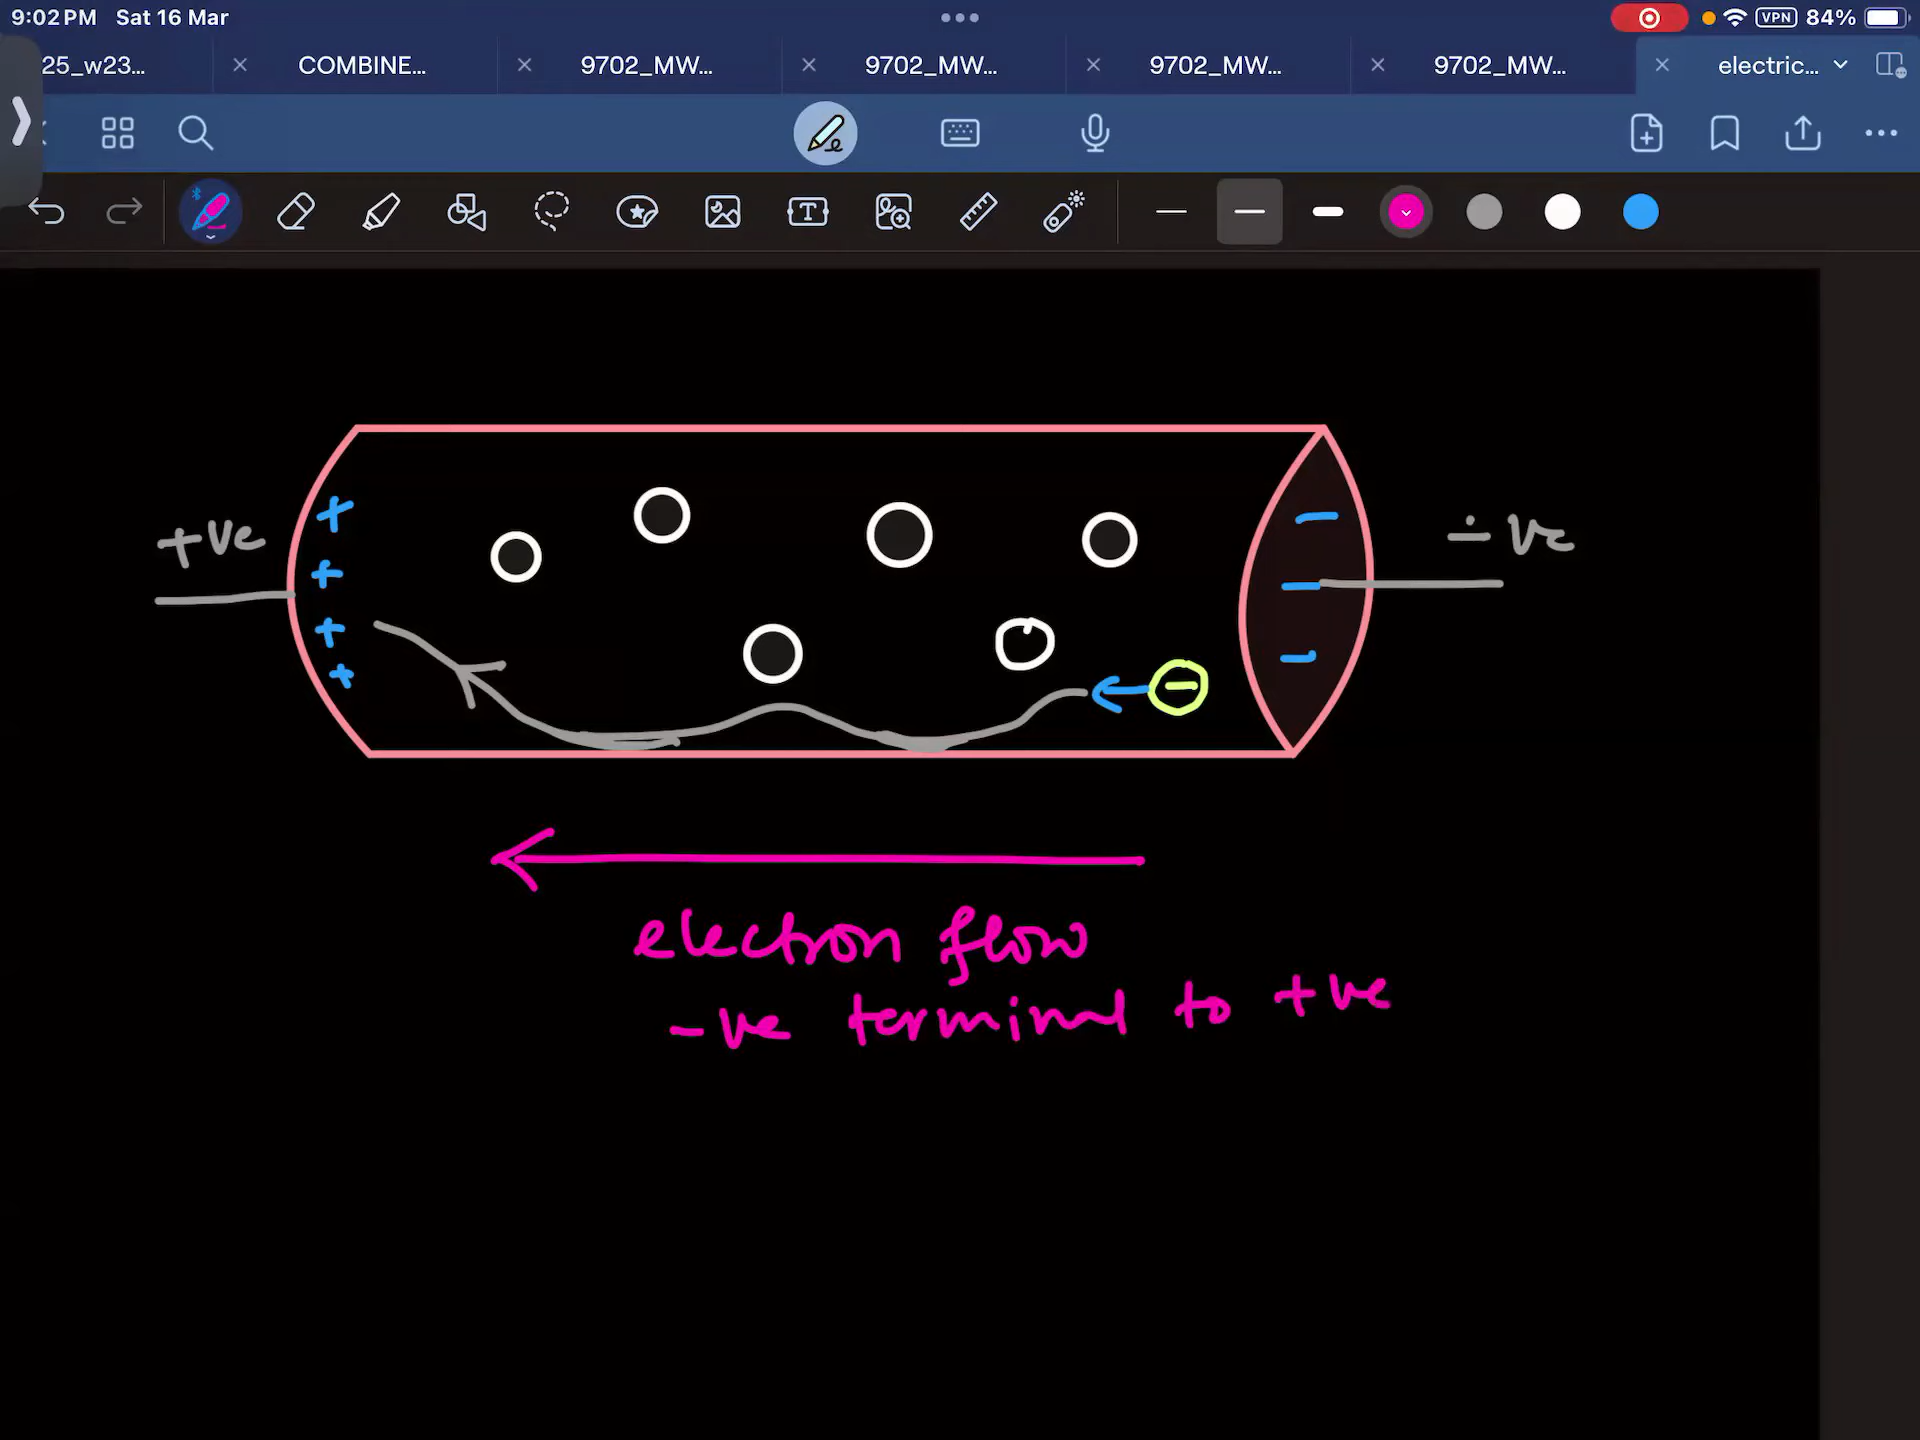 9:02 PM Sat 16 Mar
VPN 84%
25_w23... COMBINE... 9702_MW... 9702_MW... 9702_MW... 9702_MW... electric...
+ve
-ve
+
+
+
+
-
-
-
-
electron flow
-ve terminal to +ve